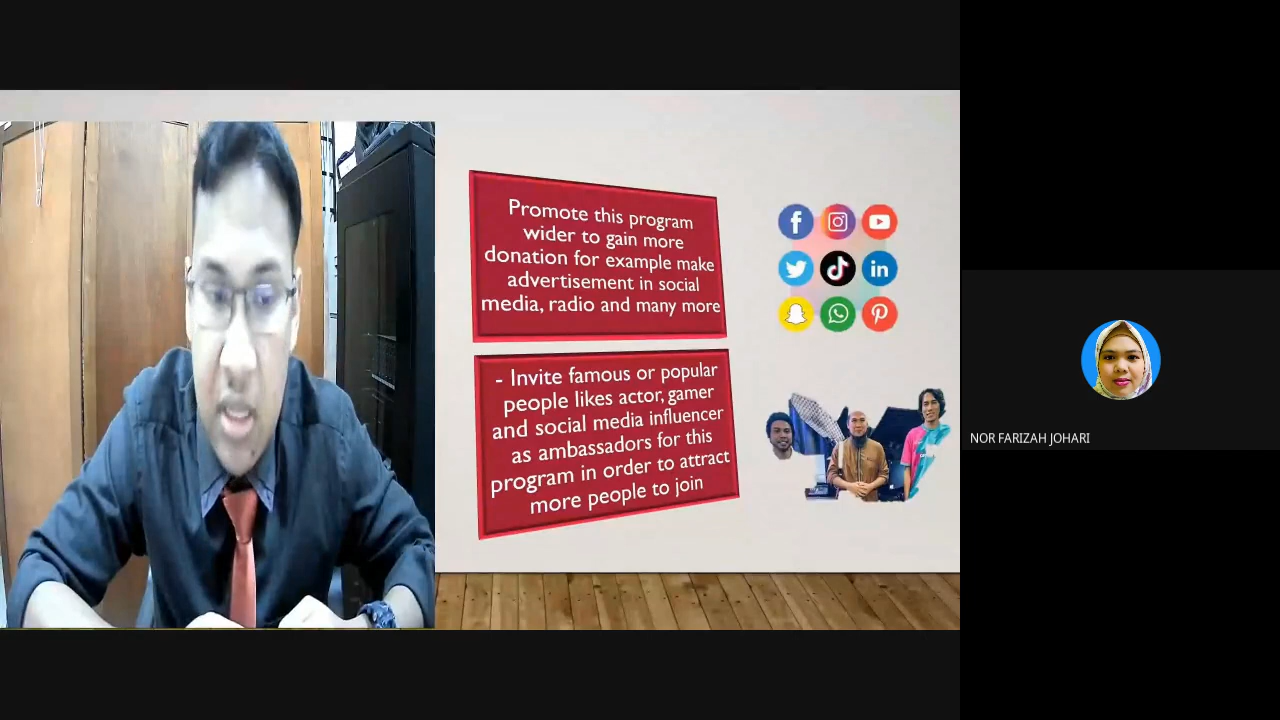 Promote this program
wider to gain more
donation for example make
advertisement in social
media, radio and many more
- Invite famous or popular
people likes actor, gamer
and social media influencer
as ambassadors for this
program in order to attract
more people to join
NOR FARIZAH JOHARI